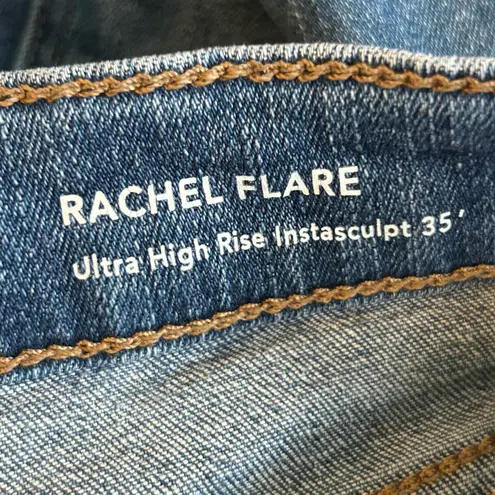 RACHEL FLARE
Ultra High Rise Instasculpt 35'